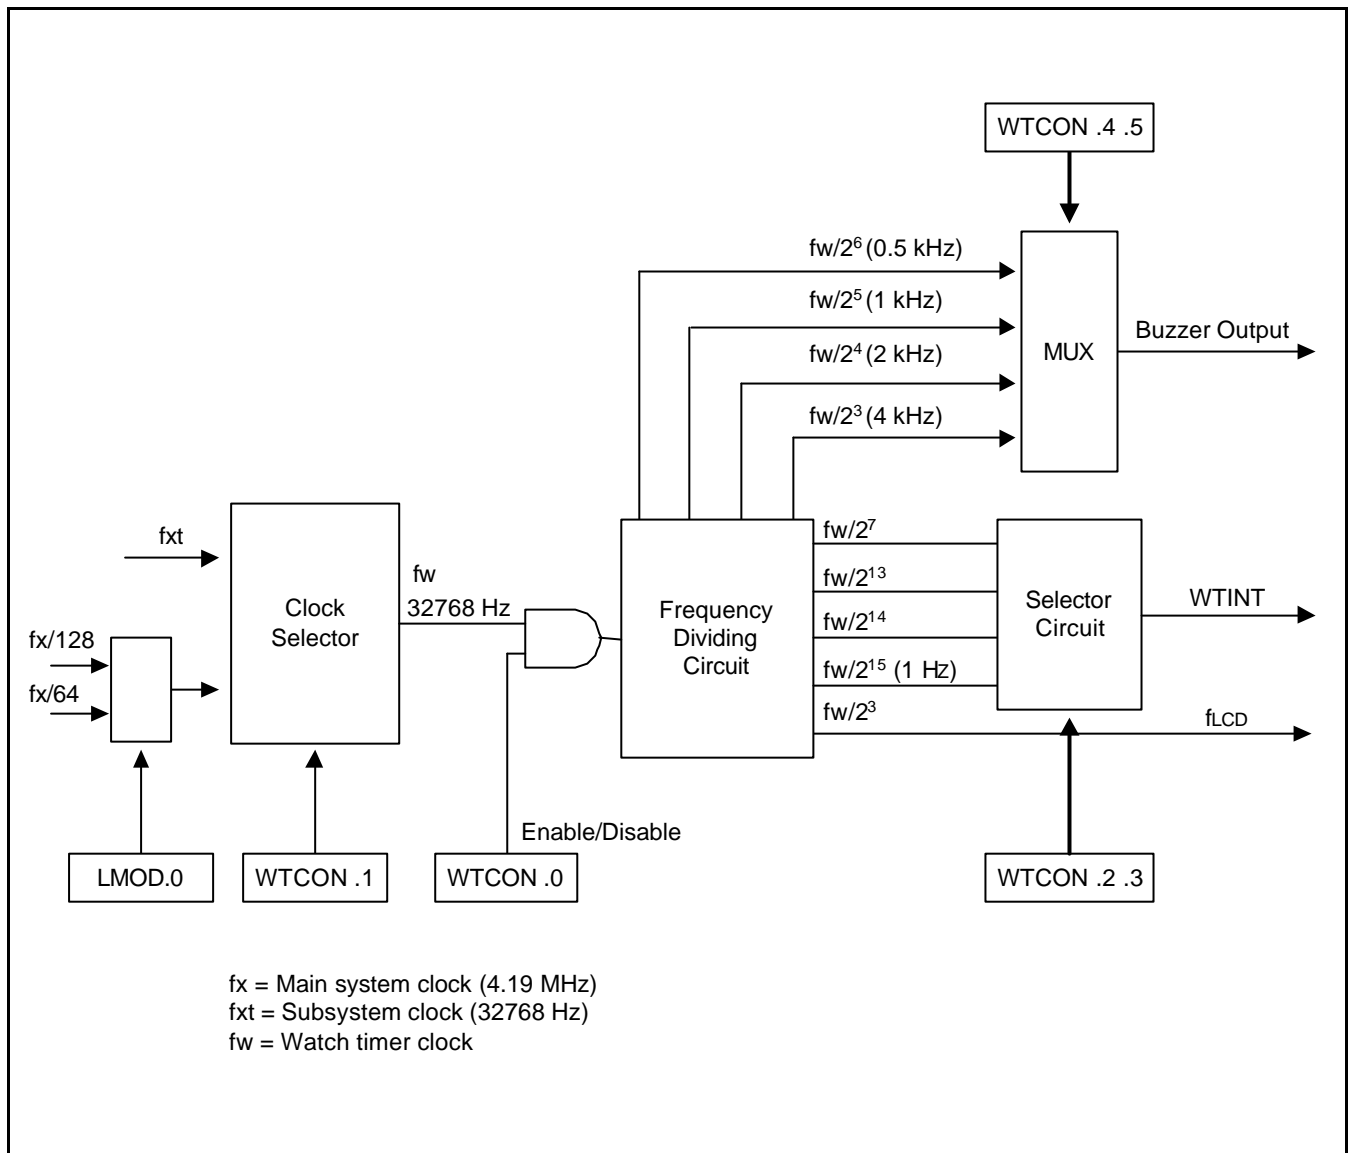 WTCON .4 .5
fw/2⁶ (0.5 kHz)
fw/2⁵ (1 kHz)
fw/2⁴ (2 kHz)
fw/2³ (4 kHz)
MUX
Buzzer Output
fxt
fx/128
fx/64
Clock
Selector
fw
32768 Hz
Frequency
Dividing
Circuit
fw/2⁷
fw/2¹³
fw/2¹⁴
fw/2¹⁵ (1 Hz)
fw/2³
Selector
Circuit
WTINT
fLCD
Enable/Disable
LMOD.0
WTCON .1
WTCON .0
WTCON .2 .3
fx = Main system clock (4.19 MHz)
fxt = Subsystem clock (32768 Hz)
fw = Watch timer clock